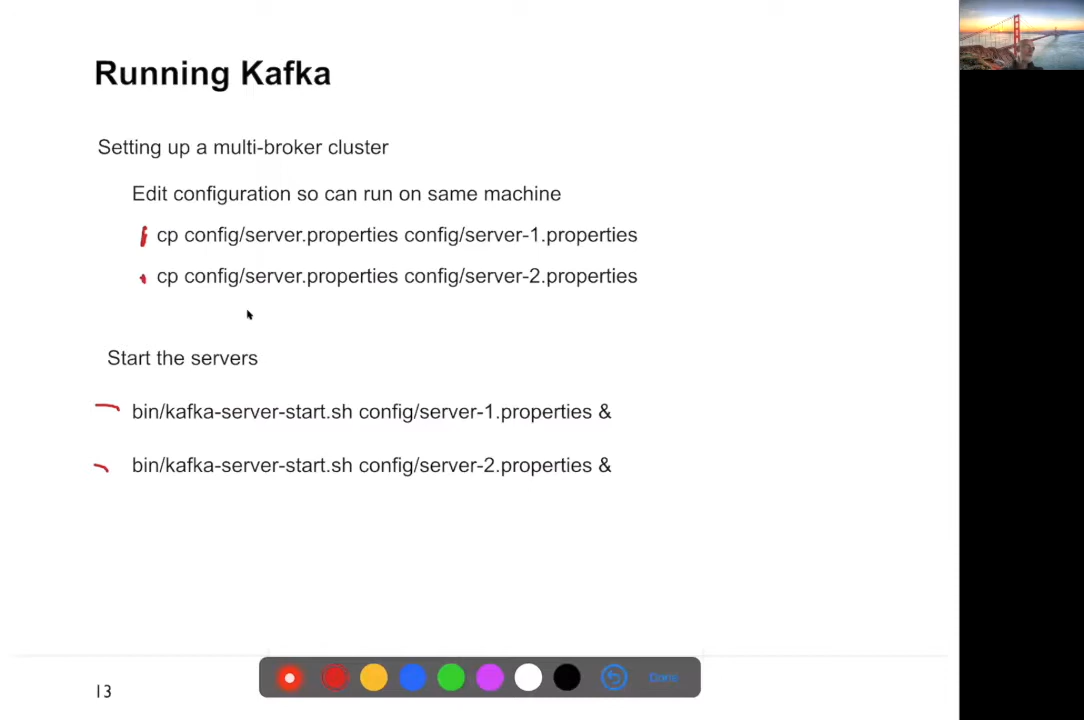 Running Kafka
Setting up a multi-broker cluster
Edit configuration so can run on same machine
cp config/server.properties config/server-1.properties
cp config/server.properties config/server-2.properties
Start the servers
bin/kafka-server-start.sh config/server-1.properties &
bin/kafka-server-start.sh config/server-2.properties &
Done
13